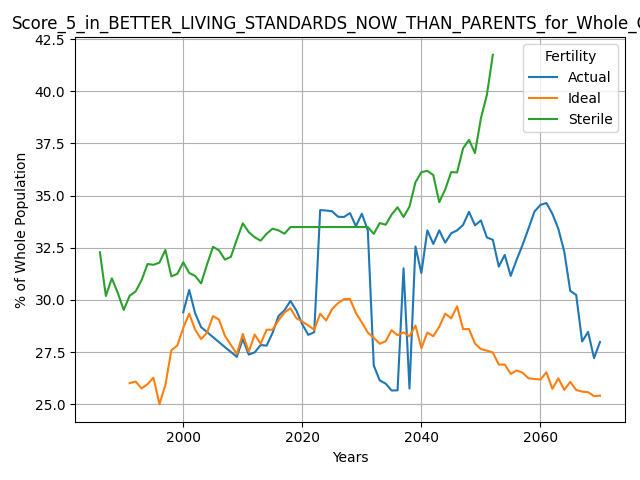 Score_5_in_BETTER_LIVING_STANDARDS_NOW_THAN_PARENTS_for_Whole_
Fertility
Actual
Ideal
Sterile
42.5
40.0
37.5
35.0
32.5
30.0
27.5
25.0
% of Whole Population
2000
2020
2040
2060
Years